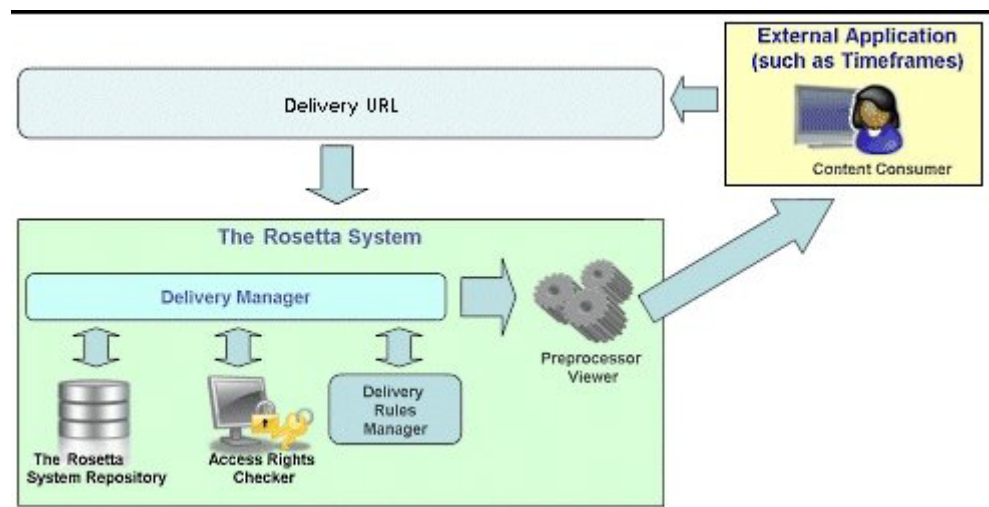 External Application
(such as Timeframes)
Content Consumer
Delivery URL
The Rosetta System
Delivery Manager
Preprocessor
Viewer
The Rosetta
System Repository
Access Rights
Checker
Delivery
Rules
Manager